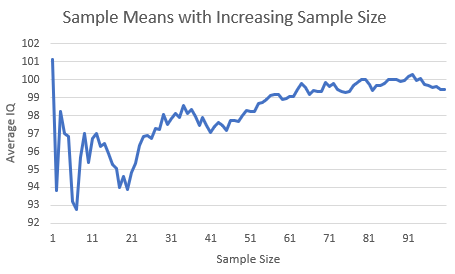 Sample Means with Increasing Sample Size
102
101
100
99
98
97
96
95
94
93
92
Average IQ
1 11 21 31 41 51 61 71 81 91
Sample Size